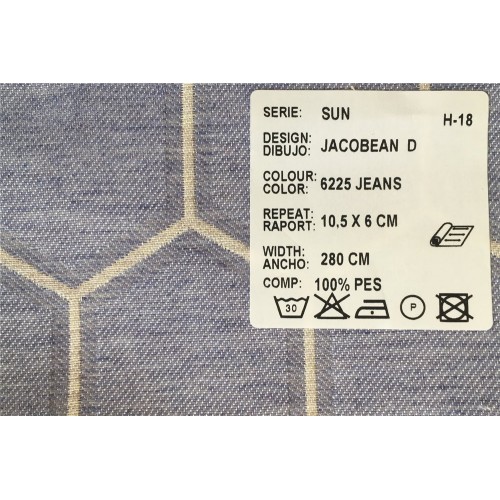 SERIE: SUN H-18
DESIGN:
DIBUJO: JACOBEAN D
COLOUR:
COLOR: 6225 JEANS
REPEAT
RAPORT: 10,5 X 6 CM
WIDTH:
ANCHO: 280 CM
COMP: 100% PES
30 P